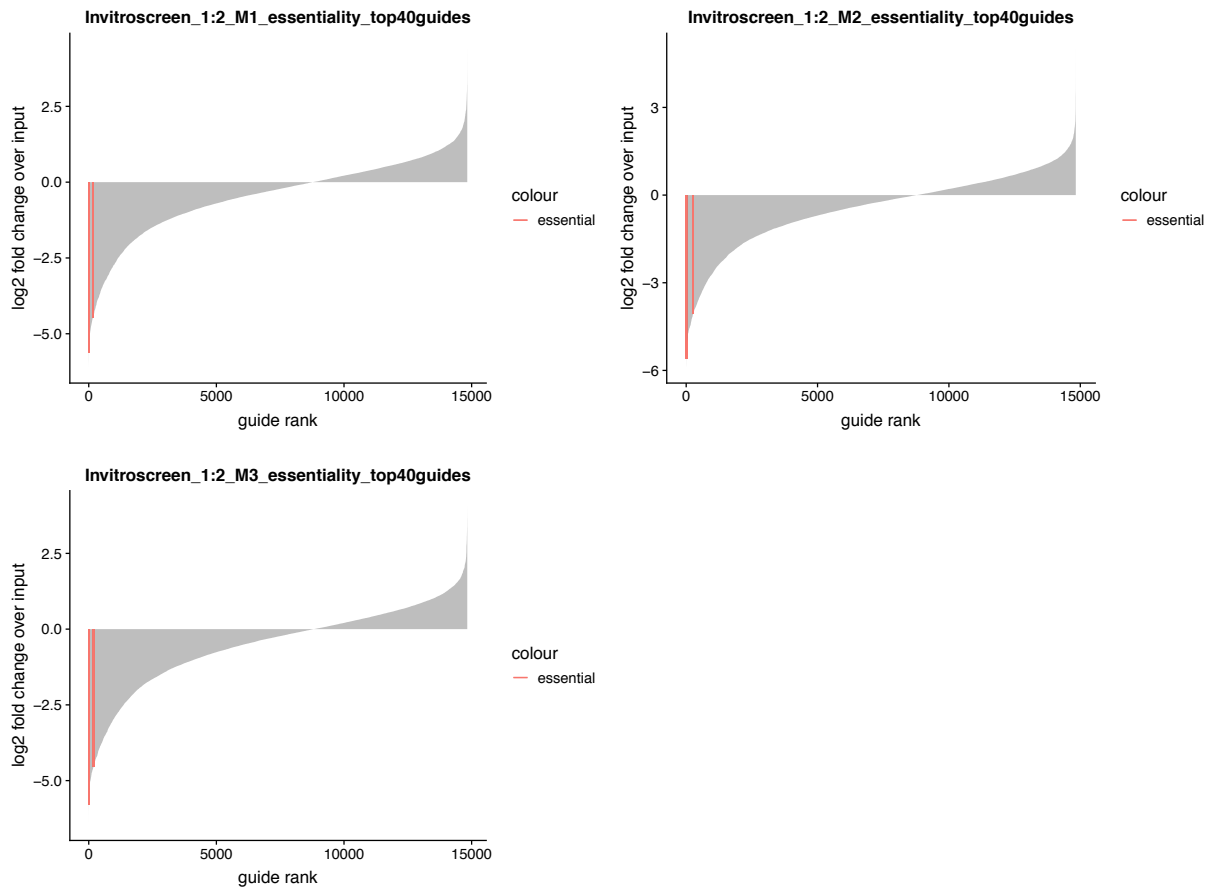 Invitroscreen_1:2_M1_essentiality_top40guides
log2 fold change over input
2.5
0.0
−2.5
−5.0
0
5000
10000
15000
guide rank
colour
essential
Invitroscreen_1:2_M2_essentiality_top40guides
log2 fold change over input
3
0
−3
−6
0
5000
10000
15000
guide rank
colour
essential
Invitroscreen_1:2_M3_essentiality_top40guides
log2 fold change over input
2.5
0.0
−2.5
−5.0
0
5000
10000
15000
guide rank
colour
essential